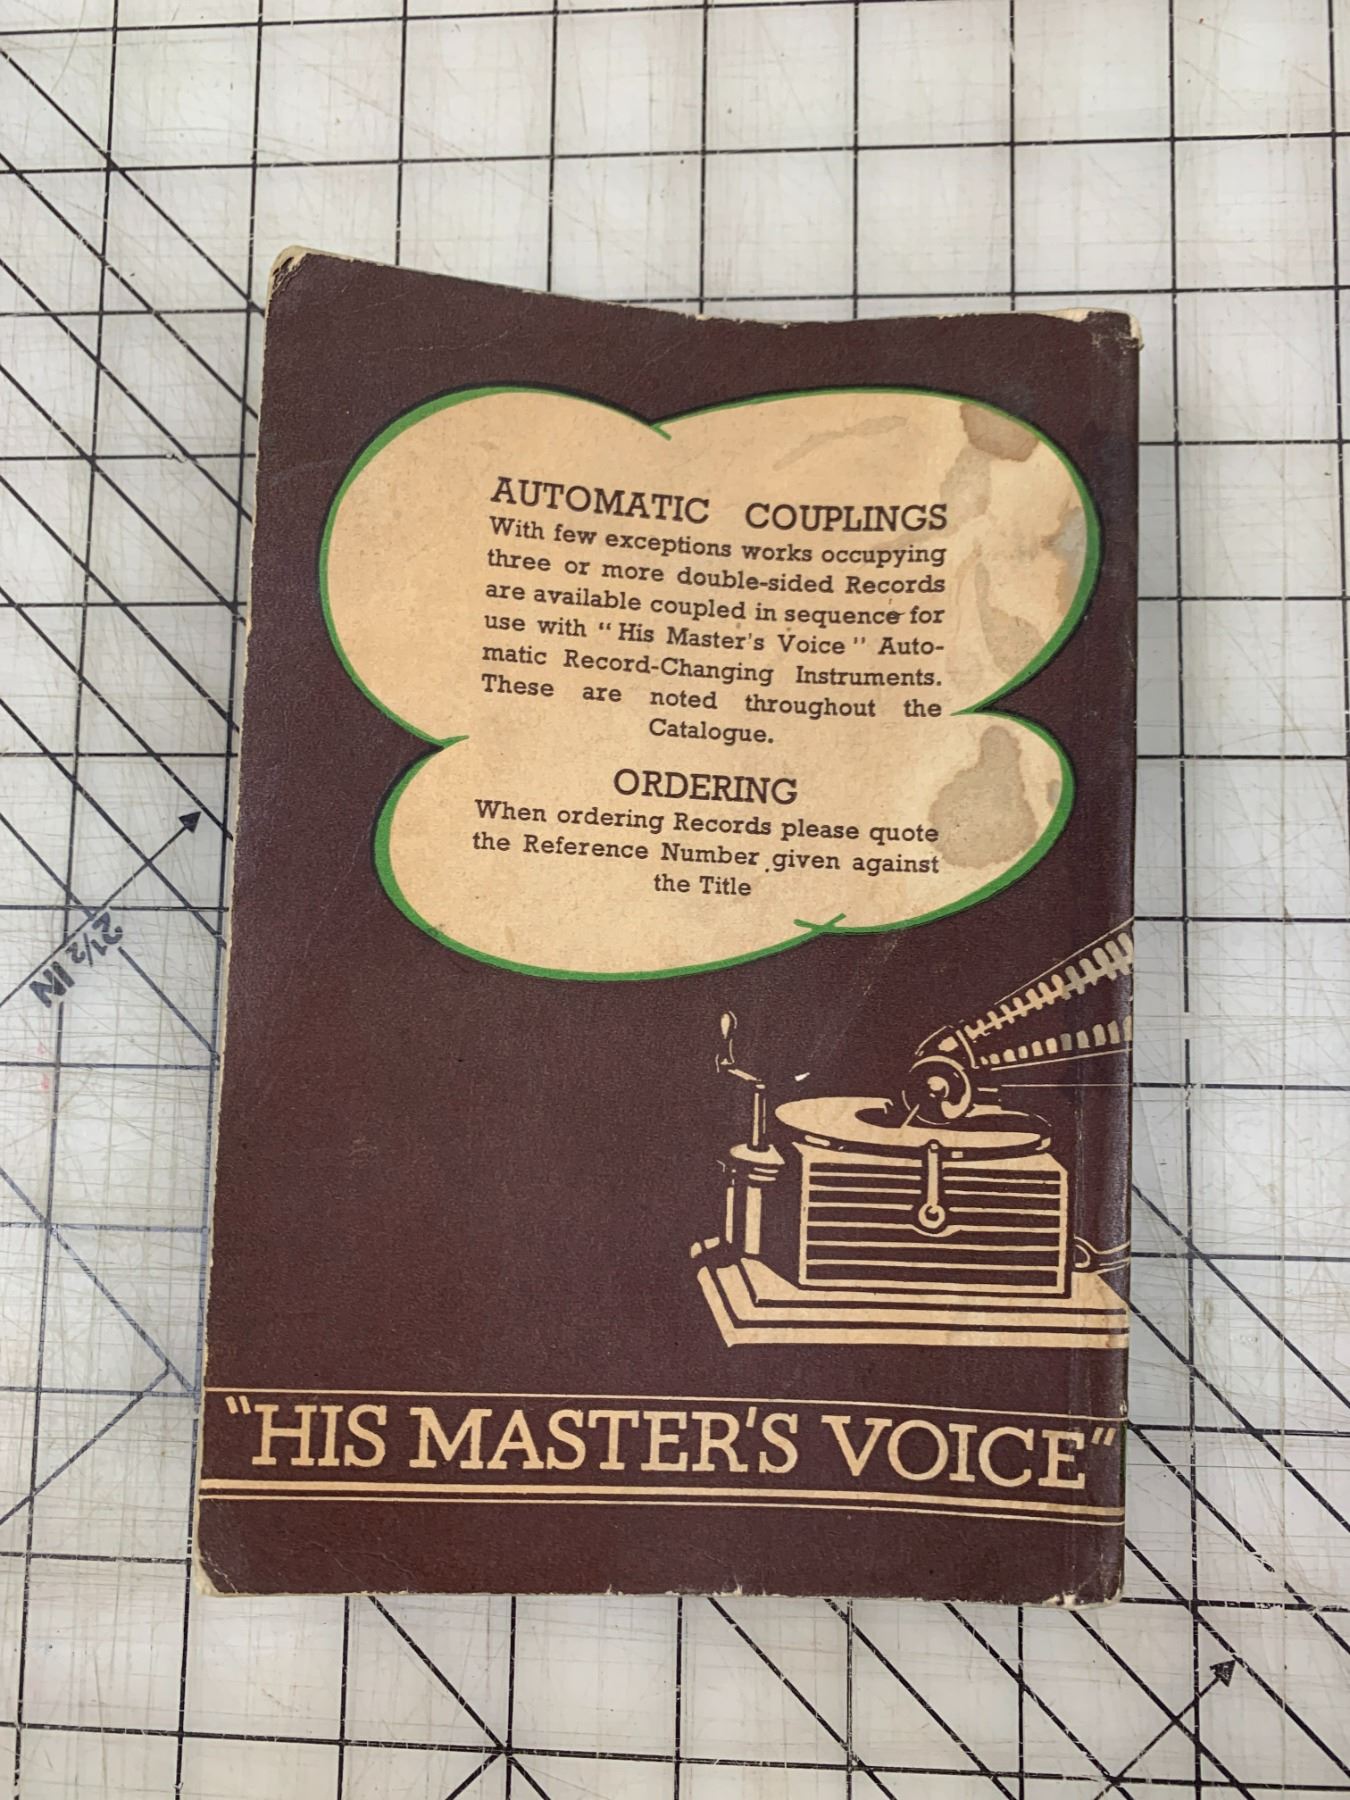 AUTOMATIC COUPLINGS
With few exceptions works occupying
three or more double-sided Records
are available coupled in sequence for
use with "His Master's Voice" Auto-
matic Record-Changing Instruments.
These are noted throughout the
Catalogue.
ORDERING
When ordering Records please quote
the Reference Number given against
the Title
2½ IN
"HIS MASTER'S VOICE"